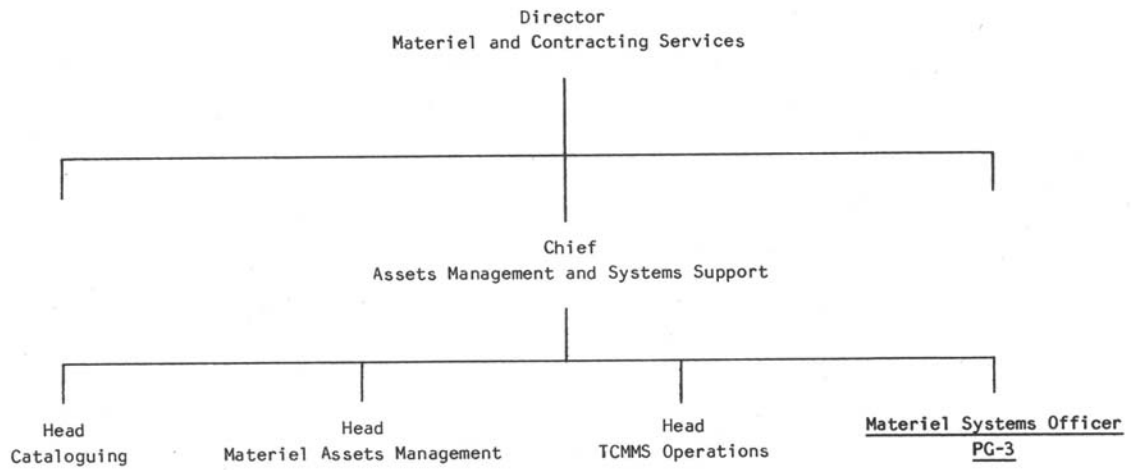 Director
Materiel and Contracting Services
Chief
Assets Management and Systems Support
Head
Cataloguing
Head
Materiel Assets Management
Head
TCMMS Operations
Materiel Systems Officer
PG-3